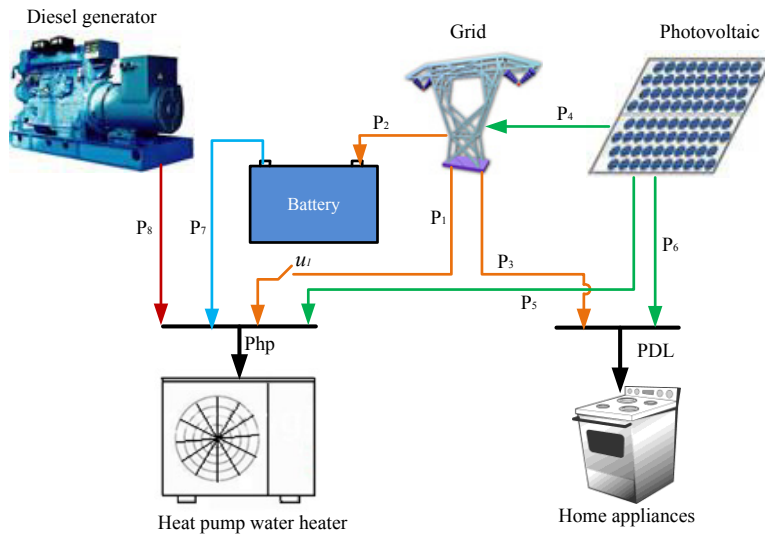 Diesel generator
Grid
Photovoltaic
P₂
P₄
Battery
P₈
P₇
P₁
u₁
P₃
P₆
P₅
Php
PDL
Heat pump water heater
Home appliances